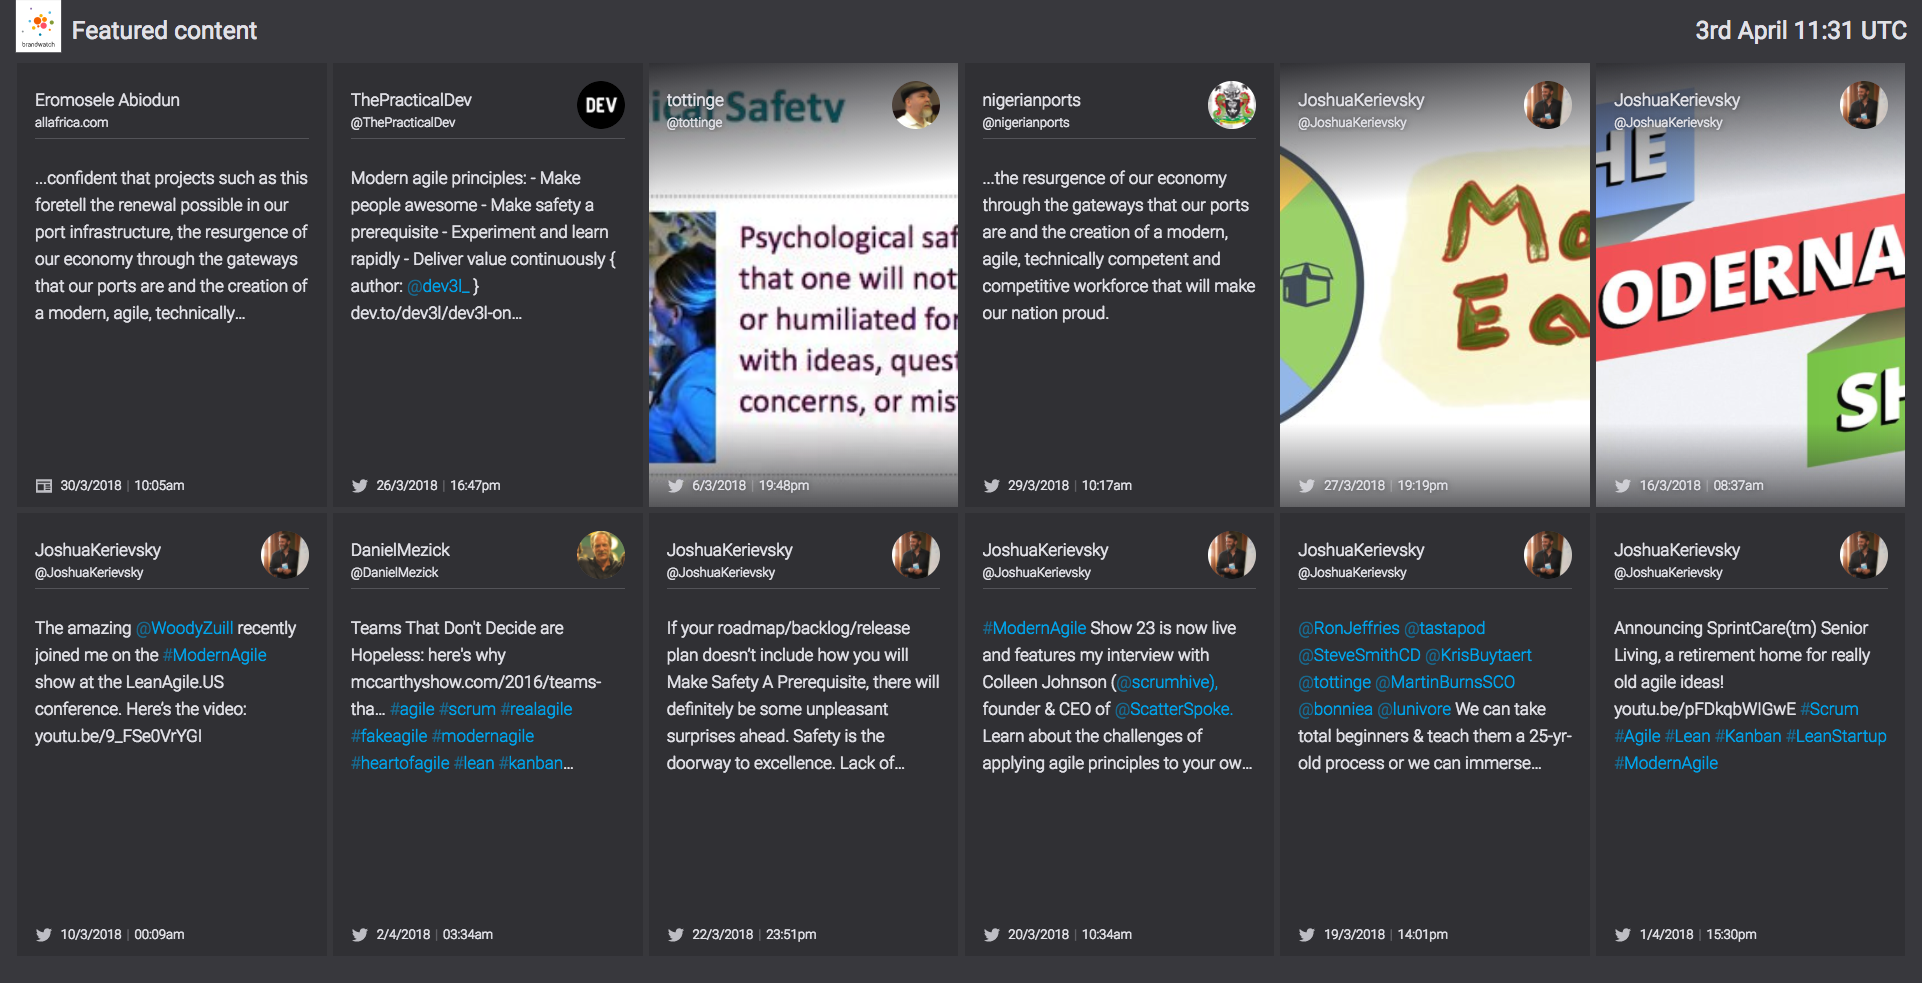 brandwatch
Featured content
3rd April 11:31 UTC
Eromosele Abiodun
allafrica.com
...confident that projects such as this
foretell the renewal possible in our
port infrastructure, the resurgence of
our economy through the gateways
that our ports are and the creation of
a modern, agile, technically...
30/3/2018 | 10:05am
ThePracticalDev
@ThePracticalDev
DEV
Modern agile principles: - Make
people awesome - Make safety a
prerequisite - Experiment and learn
rapidly - Deliver value continuously {
author: @dev3l_ }
dev.to/dev3l/dev3l-on...
26/3/2018 | 16:47pm
tottinge
@tottinge
ical Safety
Psychological saf
that one will not
or humiliated for
with ideas, ques
concerns, or mis
6/3/2018 | 19:48pm
nigerianports
@nigerianports
...the resurgence of our economy
through the gateways that our ports
are and the creation of a modern,
agile, technically competent and
competitive workforce that will make
our nation proud.
29/3/2018 | 10:17am
JoshuaKerievsky
@JoshuaKerievsky
Mo
Ea
27/3/2018 | 19:19pm
JoshuaKerievsky
@JoshuaKerievsky
HE
ODERNA
SH
16/3/2018 | 08:37am
JoshuaKerievsky
@JoshuaKerievsky
The amazing @WoodyZuill recently
joined me on the #ModernAgile
show at the LeanAgile.US
conference. Here's the video:
youtu.be/9_FSe0VrYGI
10/3/2018 | 00:09am
DanielMezick
@DanielMezick
Teams That Don't Decide are
Hopeless: here's why
mccarthyshow.com/2016/teams-
tha... #agile #scrum #realagile
#fakeagile #modernagile
#heartofagile #lean #kanban...
2/4/2018 | 03:34am
JoshuaKerievsky
@JoshuaKerievsky
If your roadmap/backlog/release
plan doesn't include how you will
Make Safety A Prerequisite, there will
definitely be some unpleasant
surprises ahead. Safety is the
doorway to excellence. Lack of...
22/3/2018 | 23:51pm
JoshuaKerievsky
@JoshuaKerievsky
#ModernAgile Show 23 is now live
and features my interview with
Colleen Johnson (@scrumhive),
founder & CEO of @ScatterSpoke.
Learn about the challenges of
applying agile principles to your ow...
20/3/2018 | 10:34am
JoshuaKerievsky
@JoshuaKerievsky
@RonJeffries @tastapod
@SteveSmithCD @KrisBuytaert
@tottinge @MartinBurnsSCO
@bonniea @lunivore We can take
total beginners & teach them a 25-yr-
old process or we can immerse...
19/3/2018 | 14:01pm
JoshuaKerievsky
@JoshuaKerievsky
Announcing SprintCare(tm) Senior
Living, a retirement home for really
old agile ideas!
youtu.be/pFDkqbWIGwE #Scrum
#Agile #Lean #Kanban #LeanStartup
#ModernAgile
1/4/2018 | 15:30pm